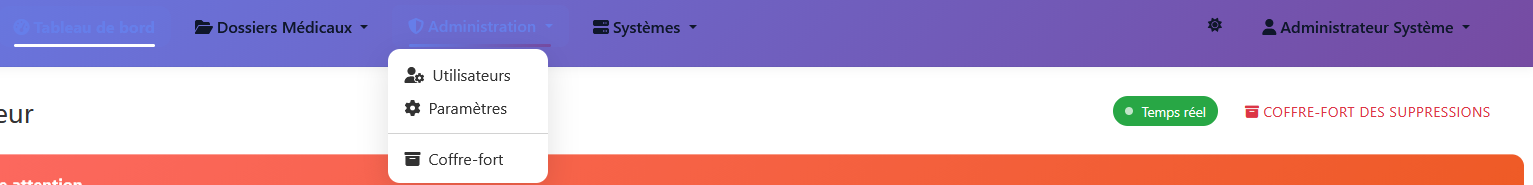 Tableau de bord
Dossiers Médicaux
Administration
Systèmes
Administrateur Système
Utilisateurs
Paramètres
Coffre-fort
eur
Temps réel
COFFRE-FORT DES SUPPRESSIONS
e attention